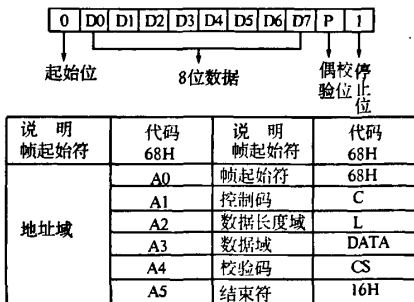 0 D0 D1 D2 D3 D4 D5 D6 D7 P 1
起始位 8位数据 偶校验位 停止位
说 明 代码 说 明 代码
帧起始符 68H 帧起始符 68H
地址域 A0 帧起始符 68H
A1 控制码 C
A2 数据长度域 L
A3 数据域 DATA
A4 校验码 CS
A5 结束符 16H